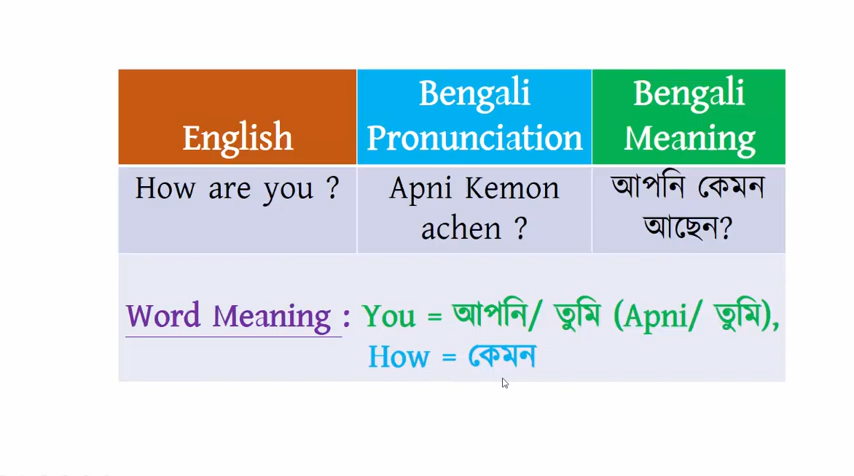 English
Bengali
Pronunciation
Bengali
Meaning
How are you ?
Apni Kemon
achen ?
আপনি কেমন
আছেন?
Word Meaning : You = আপনি/ তুমি (Apni/ তুমি),
How = কেমন